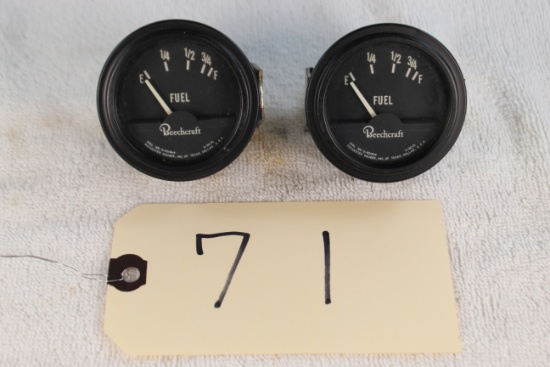 E 1/4 1/2 3/4 F
FUEL
Beechcraft
E 1/4 1/2 3/4 F
FUEL
Beechcraft
71